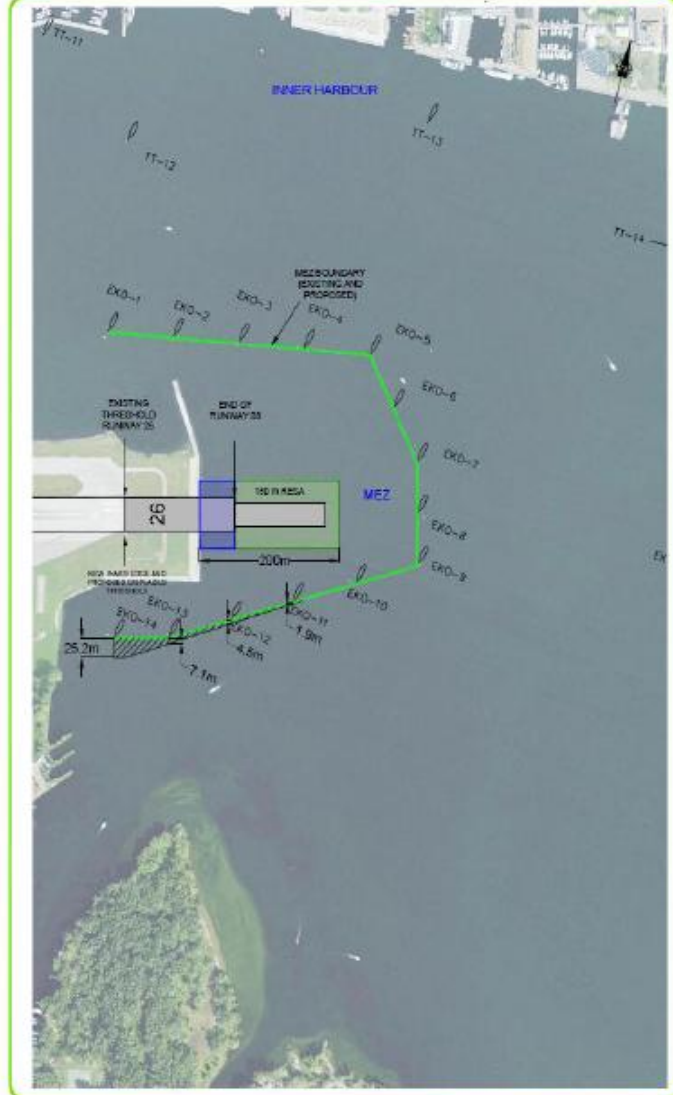 TT-11
INNER HARBOUR
TT-12
TT-13
TT-14
MEZ BOUNDARY
(EXISTING AND
PROPOSED)
EKO-1
EKO-2
EKO-3
EKO-4
EKO-5
EKO-6
EKO-7
EKO-8
EKO-9
EKO-10
EKO-11
EKO-12
EKO-13
EKO-14
EXISTING
THRESHOLD
RUNWAY 26
END OF
RUNWAY
26
150 m RESA
MEZ
200m
THRESHOLD
25.2m
7.1m
4.8m
1.9m